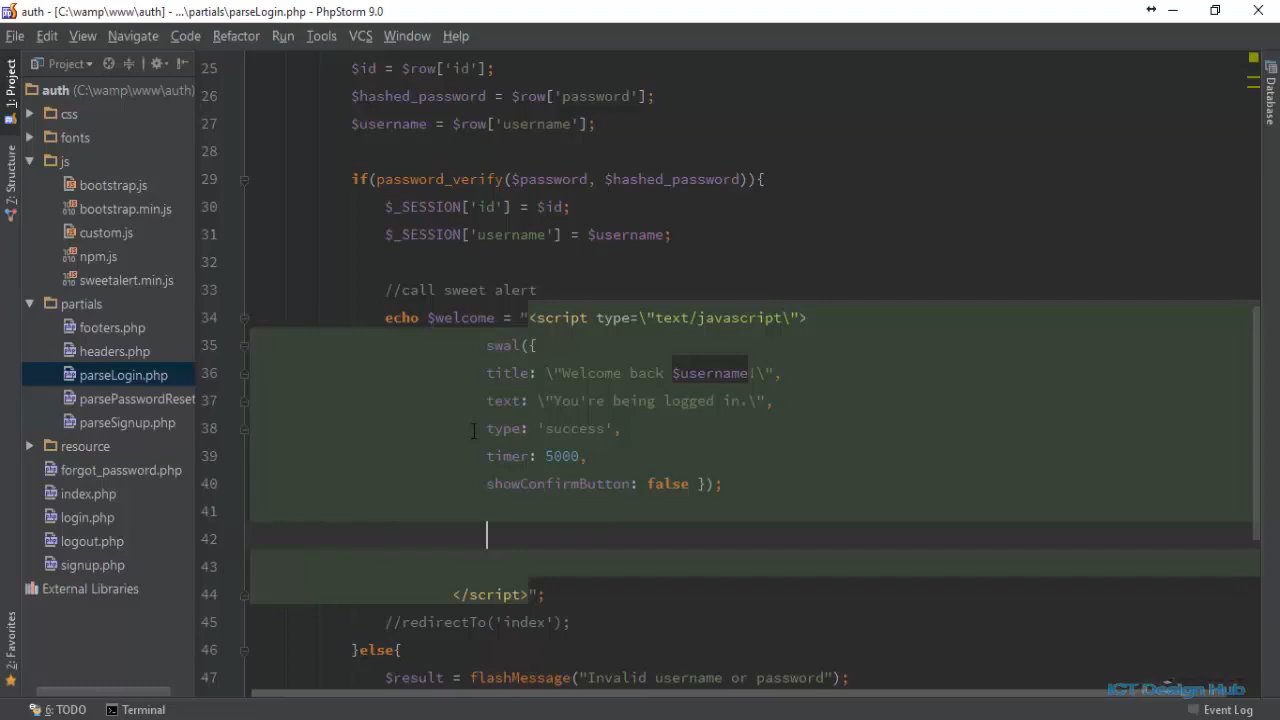 auth - [C:\wamp\www\auth] - ...\partials\parseLogin.php - PhpStorm 9.0
File Edit View Navigate Code Refactor Run Tools VCS Window Help
Project
1: Project
7: Structure
2: Favorites
Database
auth (C:\wamp\www\auth)
css
fonts
js
bootstrap.js
bootstrap.min.js
custom.js
npm.js
sweetalert.min.js
partials
footers.php
headers.php
parseLogin.php
parsePasswordReset
parseSignup.php
resource
forgot_password.php
index.php
login.php
logout.php
signup.php
External Libraries
25 $id = $row['id'];
26 $hashed_password = $row['password'];
27 $username = $row['username'];
28
29 if(password_verify($password, $hashed_password)){
30 $_SESSION['id'] = $id;
31 $_SESSION['username'] = $username;
32
33 //call sweet alert
34 echo $welcome = "<script type=\"text/javascript\">
35 swal({
36 title: \"Welcome back $username!\",
37 text: \"You're being logged in.\",
38 type: 'success',
39 timer: 5000,
40 showConfirmButton: false });
41
42
43
44 </script>";
45 //redirectTo('index');
46 }else{
47 $result = flashMessage("Invalid username or password");
ICT Design Hub
6: TODO Terminal Event Log